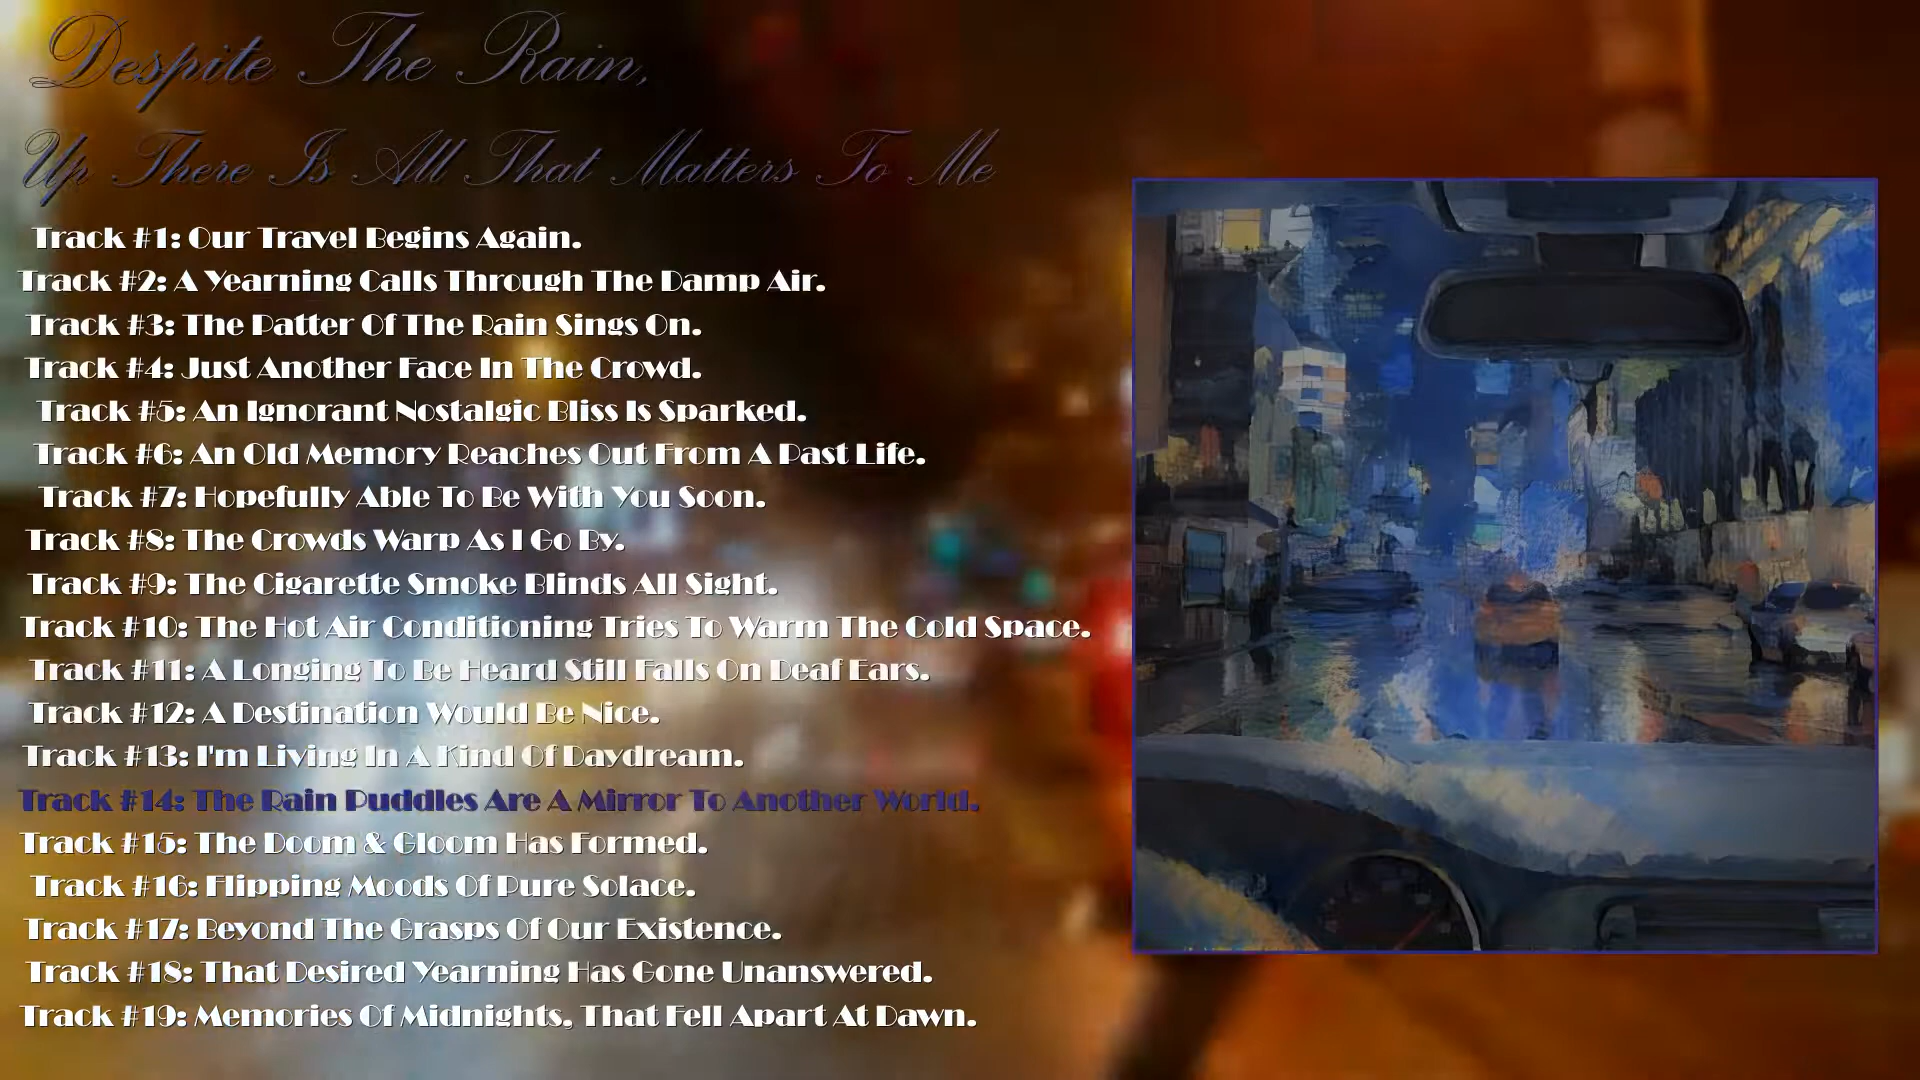 Despite The Rain,
Up There Is All That Matters To Me
Track #1: Our Travel Begins Again.
Track #2: A Yearning Calls Through The Damp Air.
Track #3: The Patter Of The Rain Sings On.
Track #4: Just Another Face In The Crowd.
Track #5: An Ignorant Nostalgic Bliss Is Sparked.
Track #6: An Old Memory Reaches Out From A Past Life.
Track #7: Hopefully Able To Be With You Soon.
Track #8: The Crowds Warp As I Go By.
Track #9: The Cigarette Smoke Blinds All Sight.
Track #10: The Hot Air Conditioning Tries To Warm The Cold Space.
Track #11: A Longing To Be Heard Still Falls On Deaf Ears.
Track #12: A Destination Would Be Nice.
Track #13: I'm Living In A Kind Of Daydream.
Track #14: The Rain Puddles Are A Mirror To Another World.
Track #15: The Doom & Gloom Has Formed.
Track #16: Flipping Moods Of Pure Solace.
Track #17: Beyond The Grasps Of Our Existence.
Track #18: That Desired Yearning Has Gone Unanswered.
Track #19: Memories Of Midnights, That Fell Apart At Dawn.